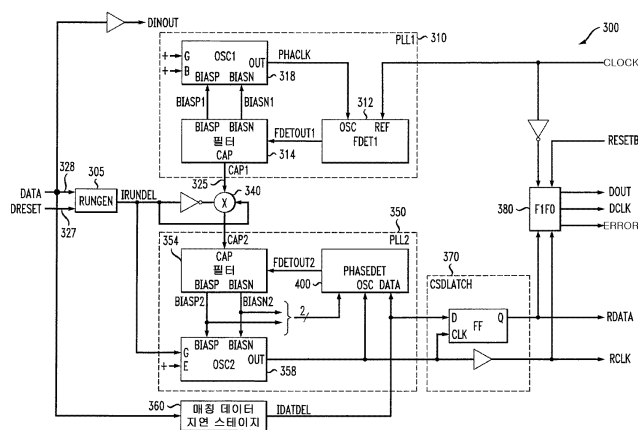 DINOUT
PLL1
310
300
+
G
B
OSC1
OUT
BIASP BIASN
318
PHACLK
CLOCK
BIASP1
BIASN1
312
OSC REF
FDET1
BIASP BIASN
필터
CAP
FDETOUT1
314
RESETB
325
CAP1
DATA
328
305
DRESET
327
RUNGEN
IRUNDEL
340
X
380
F1F0
DOUT
DCLK
ERROR
CAP2
350
PLL2
354
CAP
필터
BIASP BIASN
FDETOUT2
PHASEDET
OSC DATA
400
370
CSDLATCH
BIASP2
BIASN2
2
D Q
CLK
FF
RDATA
BIASP BIASN
G
+
E
OSC2
OUT
358
RCLK
360
매칭 데이터
지연 스테이지
IDATDEL